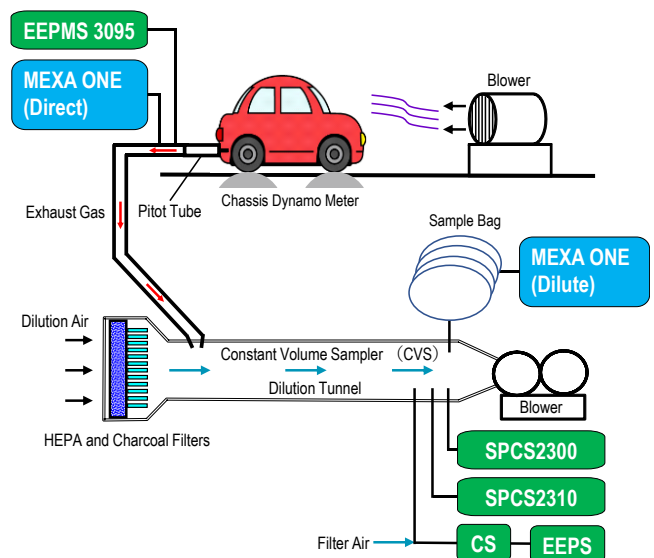 EEPMS 3095
MEXA ONE
(Direct)
Blower
Exhaust Gas
Pitot Tube
Chassis Dynamo Meter
Sample Bag
MEXA ONE
(Dilute)
Dilution Air
Constant Volume Sampler （CVS）
Dilution Tunnel
Blower
HEPA and Charcoal Filters
SPCS2300
SPCS2310
Filter Air
CS
EEPS